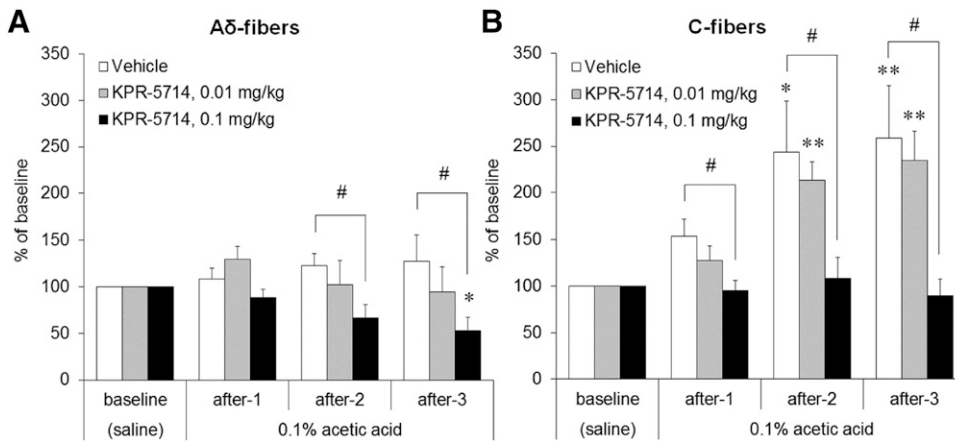 A
Aδ-fibers
% of baseline
350
300
250
200
150
100
50
0
Vehicle
KPR-5714, 0.01 mg/kg
KPR-5714, 0.1 mg/kg
#
#
*
baseline
after-1
after-2
after-3
(saline)
0.1% acetic acid
B
C-fibers
% of baseline
350
300
250
200
150
100
50
0
Vehicle
KPR-5714, 0.01 mg/kg
KPR-5714, 0.1 mg/kg
#
#
#
*
**
**
**
baseline
after-1
after-2
after-3
(saline)
0.1% acetic acid